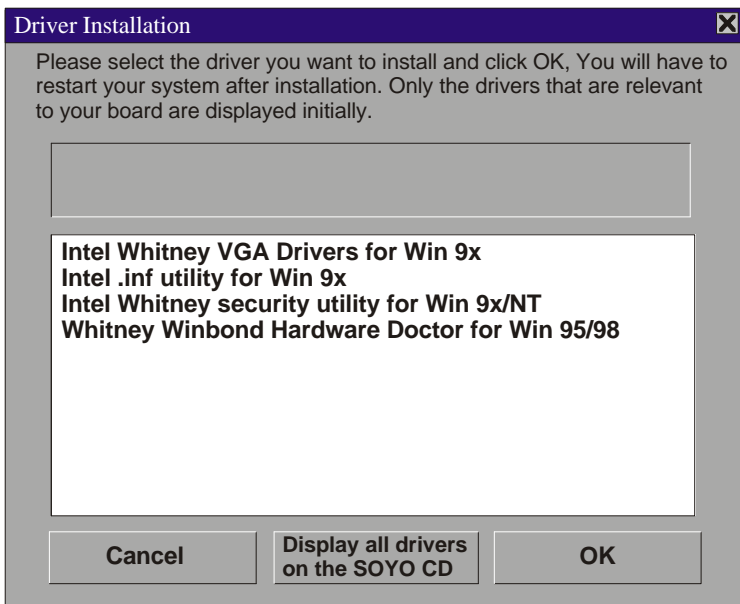 Driver Installation
Please select the driver you want to install and click OK, You will have to
restart your system after installation. Only the drivers that are relevant
to your board are displayed initially.
Intel Whitney VGA Drivers for Win 9x
Intel .inf utility for Win 9x
Intel Whitney security utility for Win 9x/NT
Whitney Winbond Hardware Doctor for Win 95/98
Cancel
Display all drivers
on the SOYO CD
OK